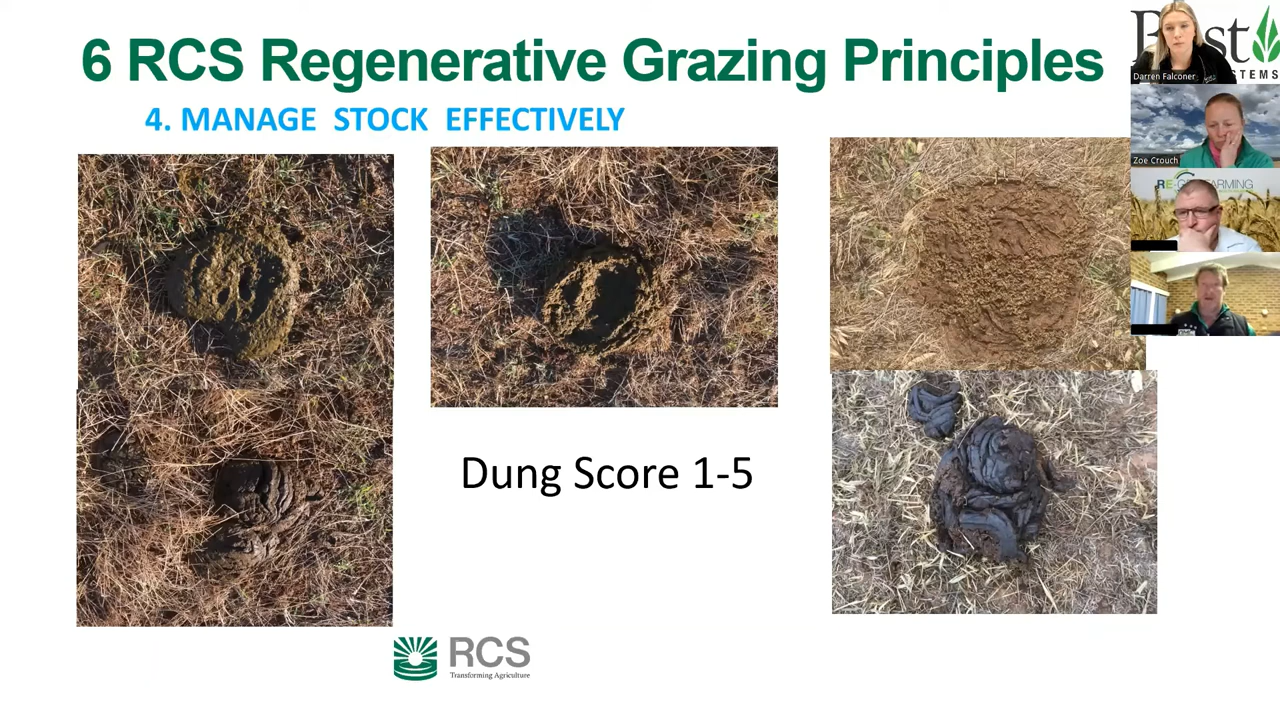 6 RCS Regenerative Grazing Principles
4. MANAGE STOCK EFFECTIVELY
Dung Score 1-5
RCS
Transforming Agriculture
Darren Falconer
Zoe Crouch